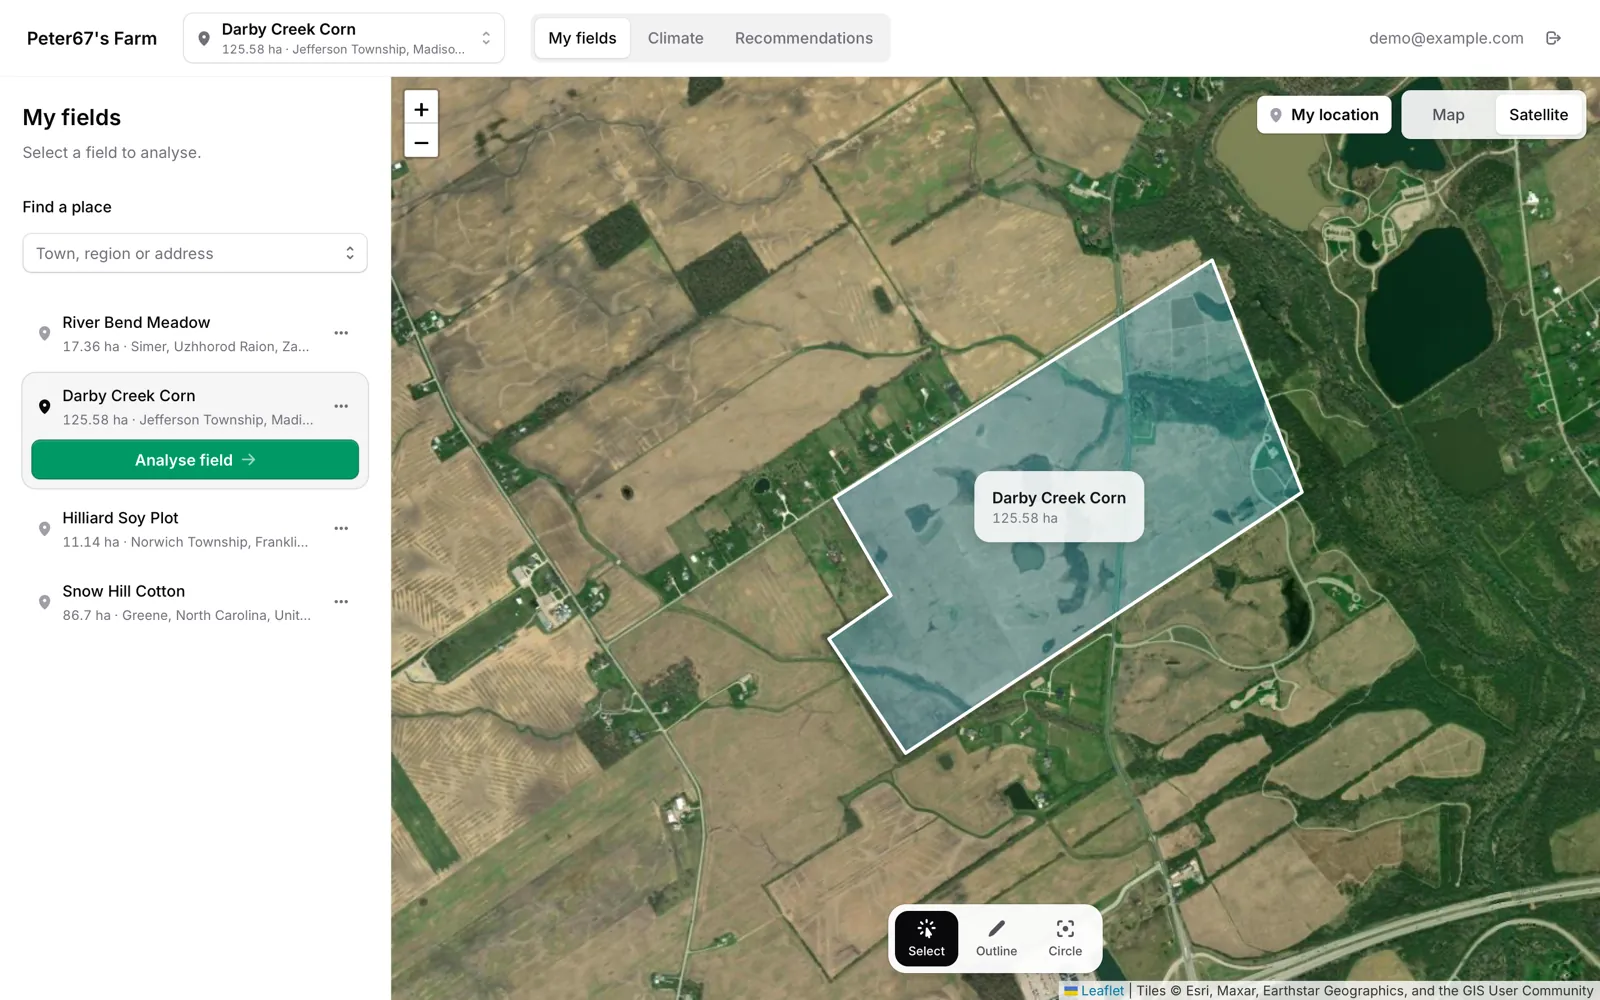 Peter67's Farm
Darby Creek Corn
125.58 ha · Jefferson Township, Madiso...
My fields
Climate
Recommendations
demo@example.com
My fields
Select a field to analyse.
Find a place
Town, region or address
River Bend Meadow
17.36 ha · Simer, Uzhhorod Raion, Za...
Darby Creek Corn
125.58 ha · Jefferson Township, Madi...
Analyse field →
Hilliard Soy Plot
11.14 ha · Norwich Township, Frankli...
Snow Hill Cotton
86.7 ha · Greene, North Carolina, Unit...
+
−
My location
Map
Satellite
Darby Creek Corn
125.58 ha
Select
Outline
Circle
Leaflet | Tiles © Esri, Maxar, Earthstar Geographics, and the GIS User Community